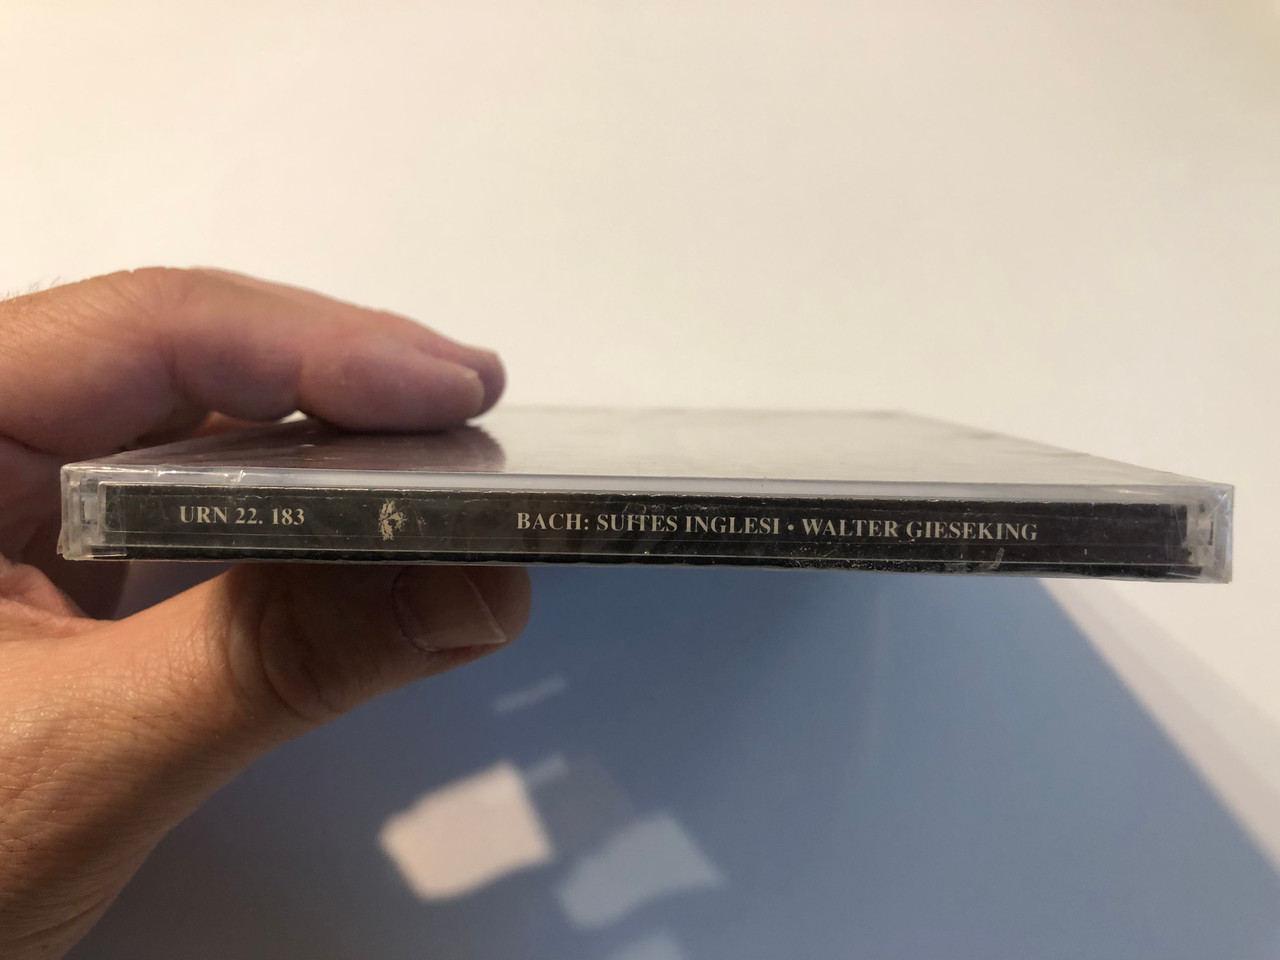 URN 22. 183 BACH: SUITES INGLESI • WALTER GIESEKING